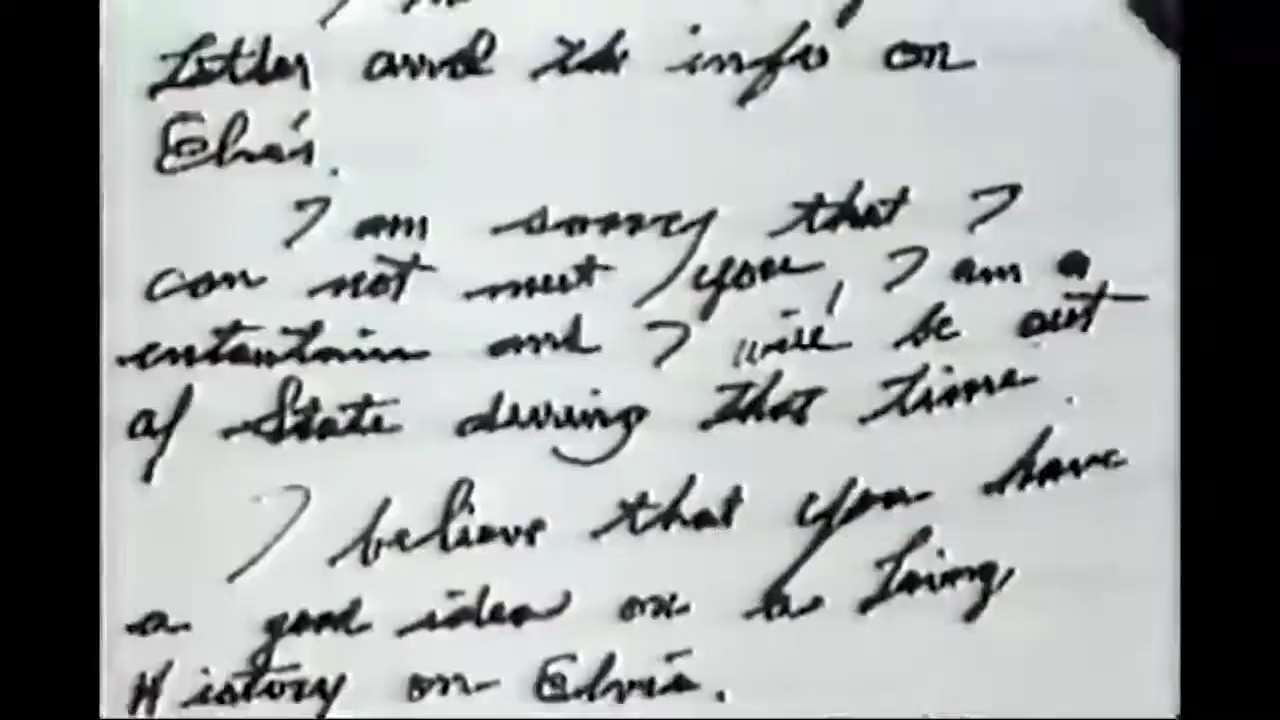 Letter and the info on
Elvis.
I am sorry that I
can not meet you, I am a
entertain and I will be out
of State during that time.
I believe that you have
a good idea on a Living
History on Elvis.